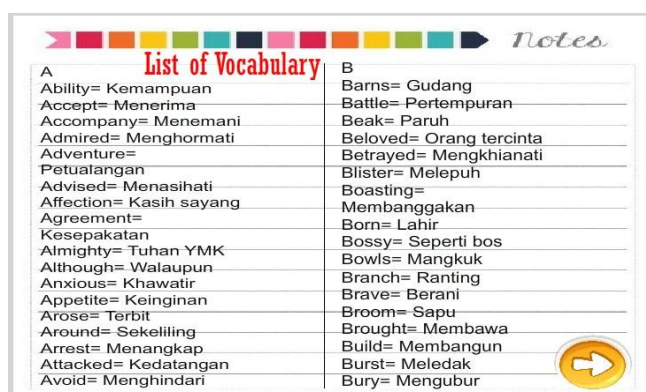 notes
List of Vocabulary
A
Ability= Kemampuan
Accept= Menerima
Accompany= Menemani
Admired= Menghormati
Adventure=
Petualangan
Advised= Menasihati
Affection= Kasih sayang
Agreement=
Kesepakatan
Almighty= Tuhan YMK
Although= Walaupun
Anxious= Khawatir
Appetite= Keinginan
Arose= Terbit
Around= Sekeliling
Arrest= Menangkap
Attacked= Kedatangan
Avoid= Menghindari
B
Barns= Gudang
Battle= Pertempuran
Beak= Paruh
Beloved= Orang tercinta
Betrayed= Mengkhianati
Blister= Melepuh
Boasting=
Membanggakan
Born= Lahir
Bossy= Seperti bos
Bowls= Mangkuk
Branch= Ranting
Brave= Berani
Broom= Sapu
Brought= Membawa
Build= Membangun
Burst= Meledak
Bury= Mengubur